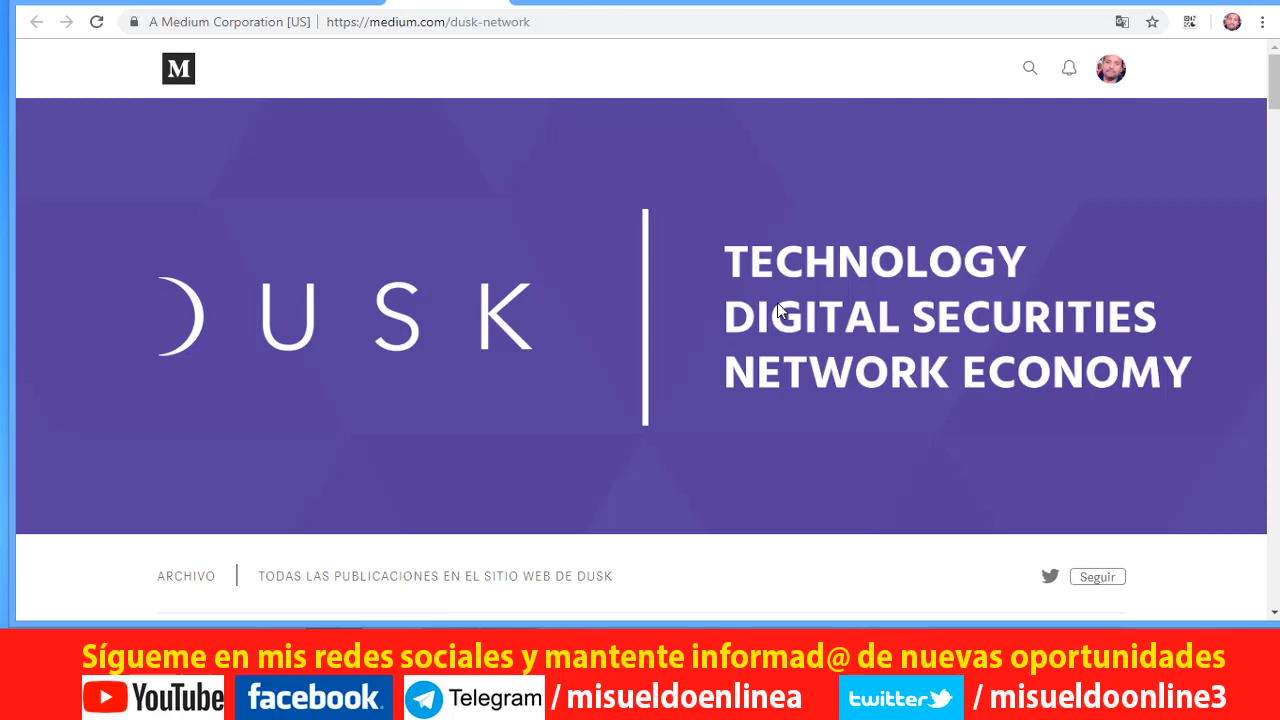 A Medium Corporation [US] | https://medium.com/dusk-network
M
DUSK
TECHNOLOGY
DIGITAL SECURITIES
NETWORK ECONOMY
ARCHIVO
TODAS LAS PUBLICACIONES EN EL SITIO WEB DE DUSK
Seguir
Sígueme en mis redes sociales y mantente informad@ de nuevas oportunidades
YouTube facebook. Telegram / misueldoenlinea twitter / misueldoonline3